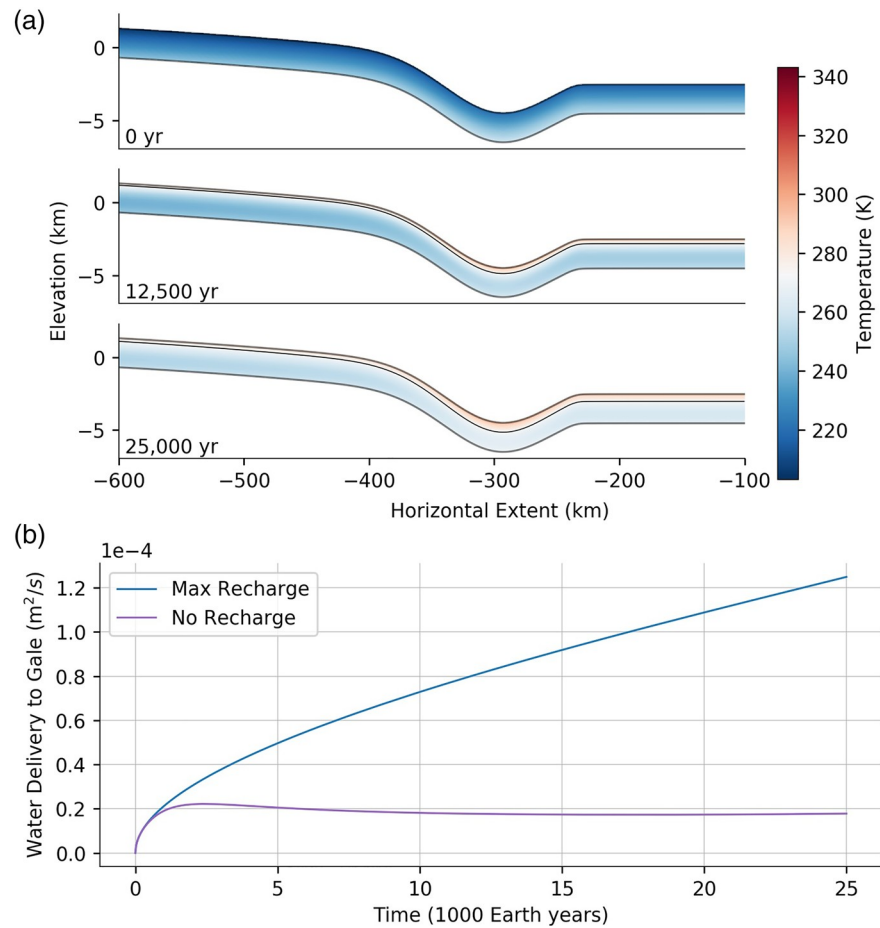 (a)
0
−5
0 yr
0
−5
12,500 yr
0
−5
25,000 yr
Elevation (km)
−600
−500
−400
−300
−200
−100
Horizontal Extent (km)
340
320
300
280
260
240
220
Temperature (K)
(b)
1e−4
1.2
1.0
0.8
0.6
0.4
0.2
0.0
Water Delivery to Gale (m²/s)
Max Recharge
No Recharge
0
5
10
15
20
25
Time (1000 Earth years)